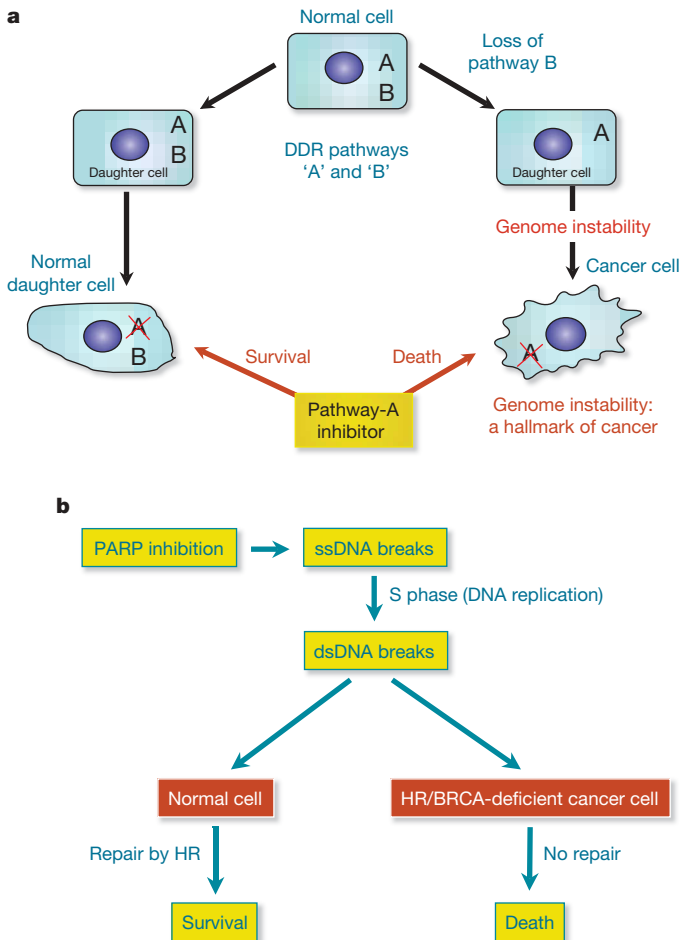 a
Normal cell
A
B
Loss of
pathway B
A
B
Daughter cell
DDR pathways
‘A’ and ‘B’
A
Daughter cell
Genome instability
Normal
daughter cell
Cancer cell
A
B
Survival
Death
A
Pathway-A
inhibitor
Genome instability:
a hallmark of cancer
b
PARP inhibition
ssDNA breaks
S phase (DNA replication)
dsDNA breaks
Normal cell
HR/BRCA-deficient cancer cell
Repair by HR
No repair
Survival
Death